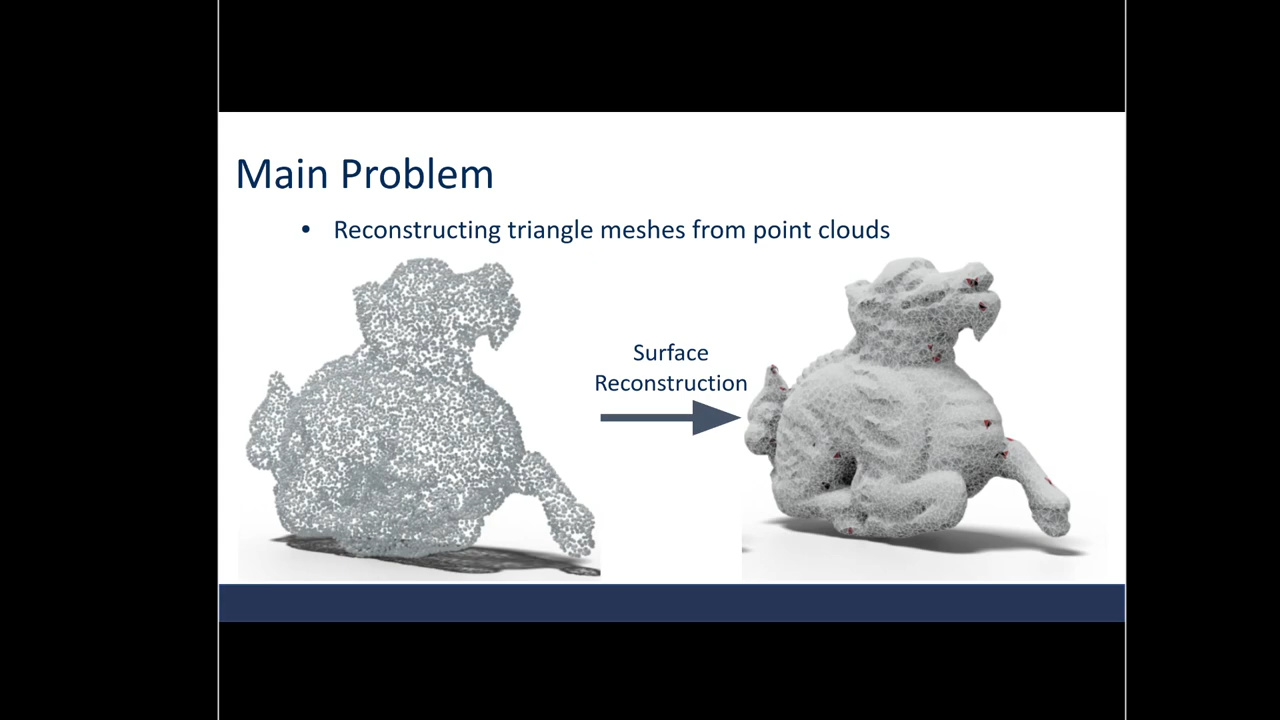 Main Problem
• Reconstructing triangle meshes from point clouds
Surface
Reconstruction